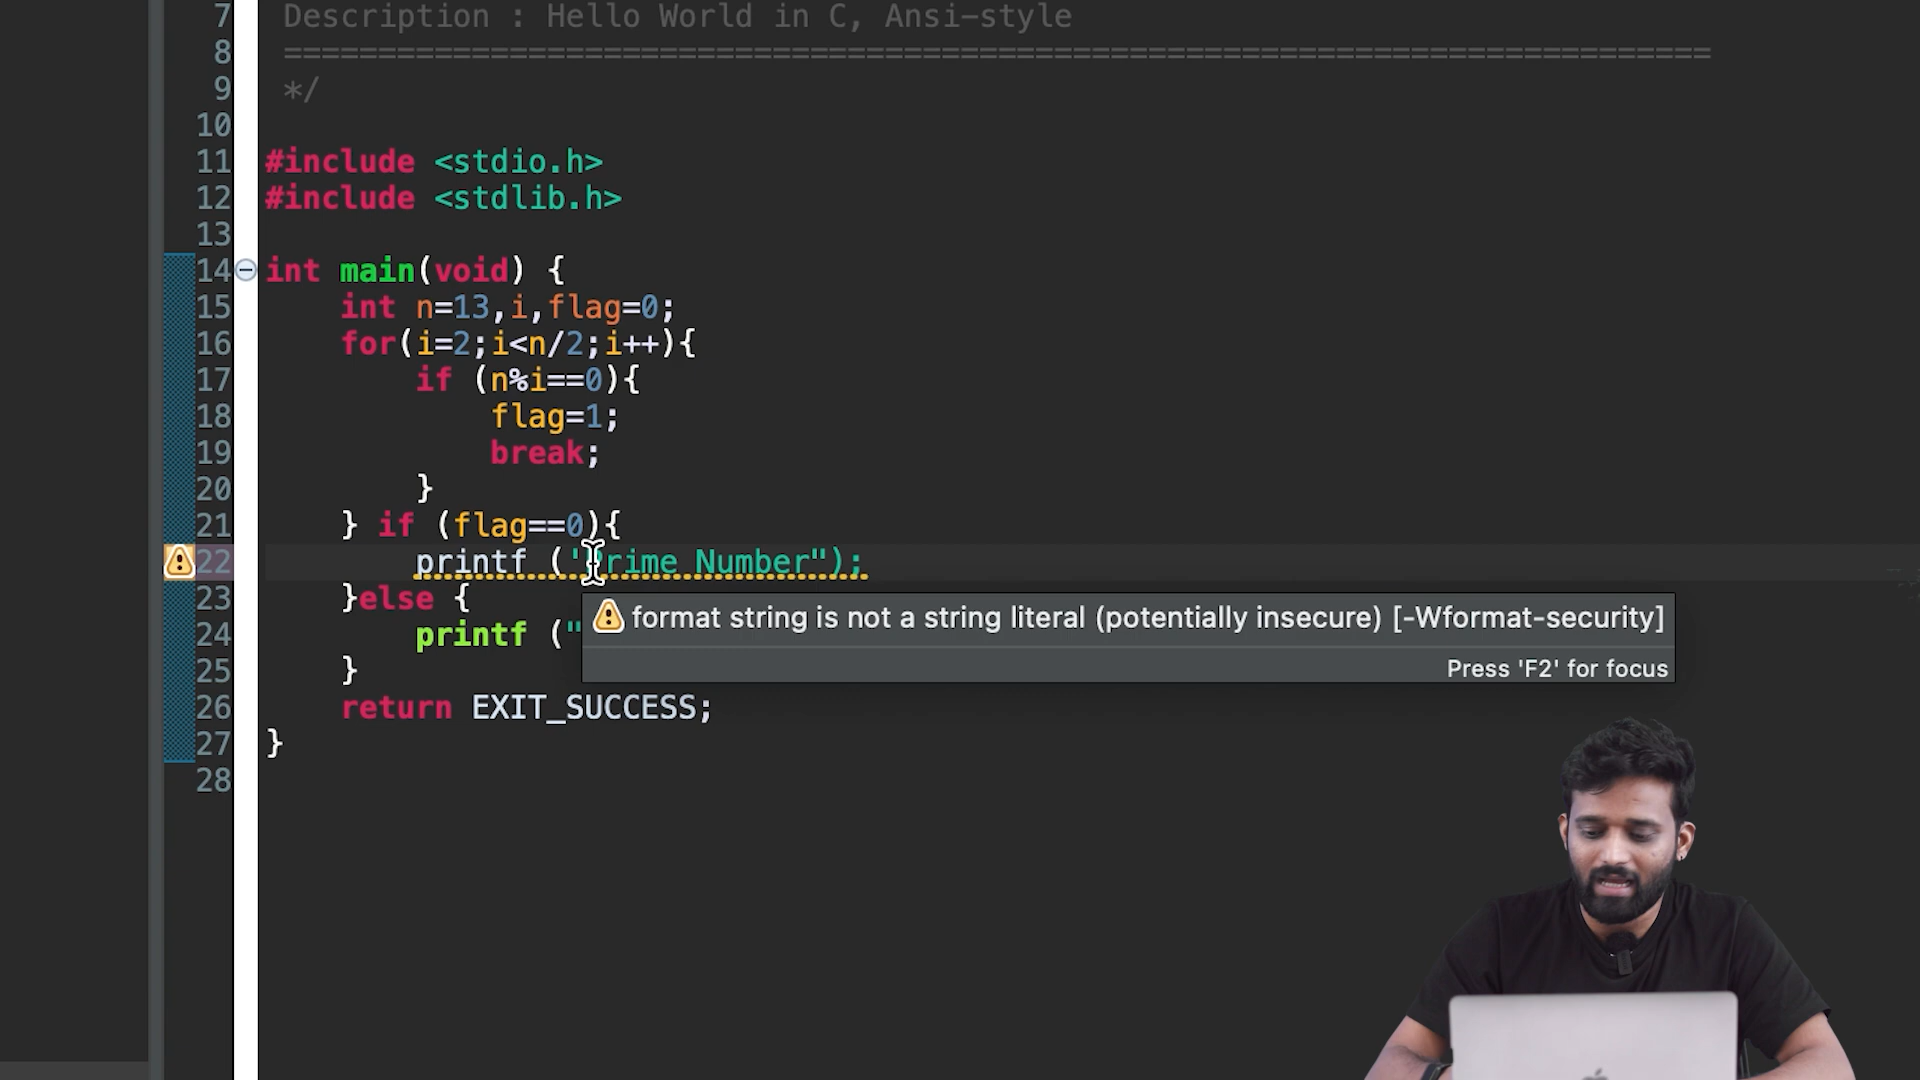 7 Description : Hello World in C, Ansi-style
8 ============================================================================
9 */
10
11 #include <stdio.h>
12 #include <stdlib.h>
13
14 int main(void) {
15 int n=13,i,flag=0;
16 for(i=2;i<n/2;i++){
17 if (n%i==0){
18 flag=1;
19 break;
20 }
21 } if (flag==0){
22 printf ('Prime Number");
23 }else {
format string is not a string literal (potentially insecure) [-Wformat-security]
24 printf ("
Press 'F2' for focus
25 }
26 return EXIT_SUCCESS;
27 }
28